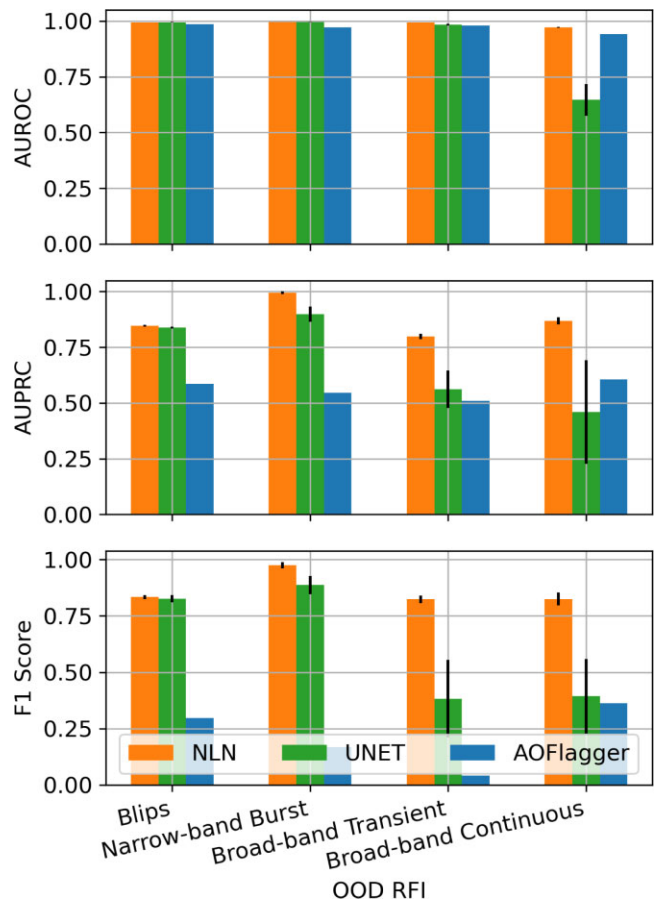 1.00
0.75
0.50
0.25
0.00
AUROC
1.00
0.75
0.50
0.25
0.00
AUPRC
1.00
0.75
0.50
0.25
0.00
F1 Score
NLN UNET AOFlagger
Blips
Narrow-band Burst
Broad-band Transient
Broad-band Continuous
OOD RFI